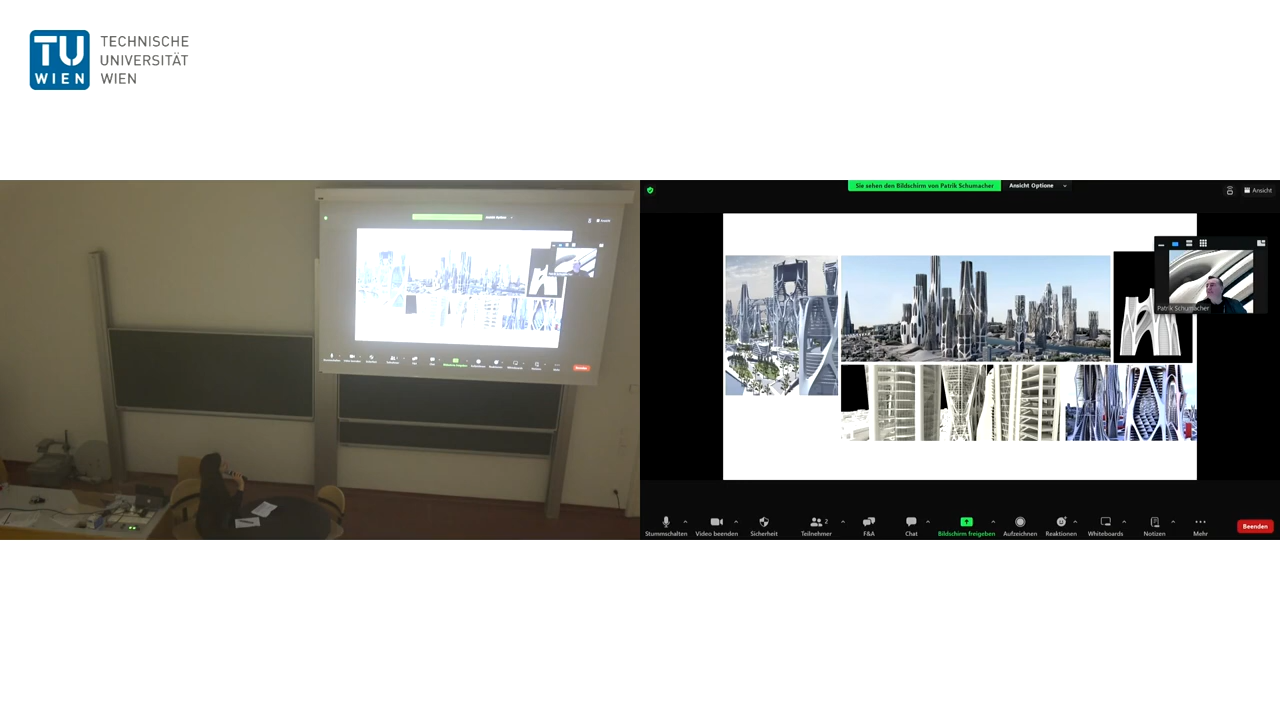 TU
WIEN
TECHNISCHE
UNIVERSITÄT
WIEN
Sie sehen den Bildschirm von Patrik Schumacher
Ansicht Optione
Ansicht
Patrik Schumacher
Stummschalten
Video beenden
Sicherheit
Teilnehmer
2
F&A
Chat
Bildschirm freigeben
Aufzeichnen
Reaktionen
Whiteboards
Notizen
Mehr
Beenden